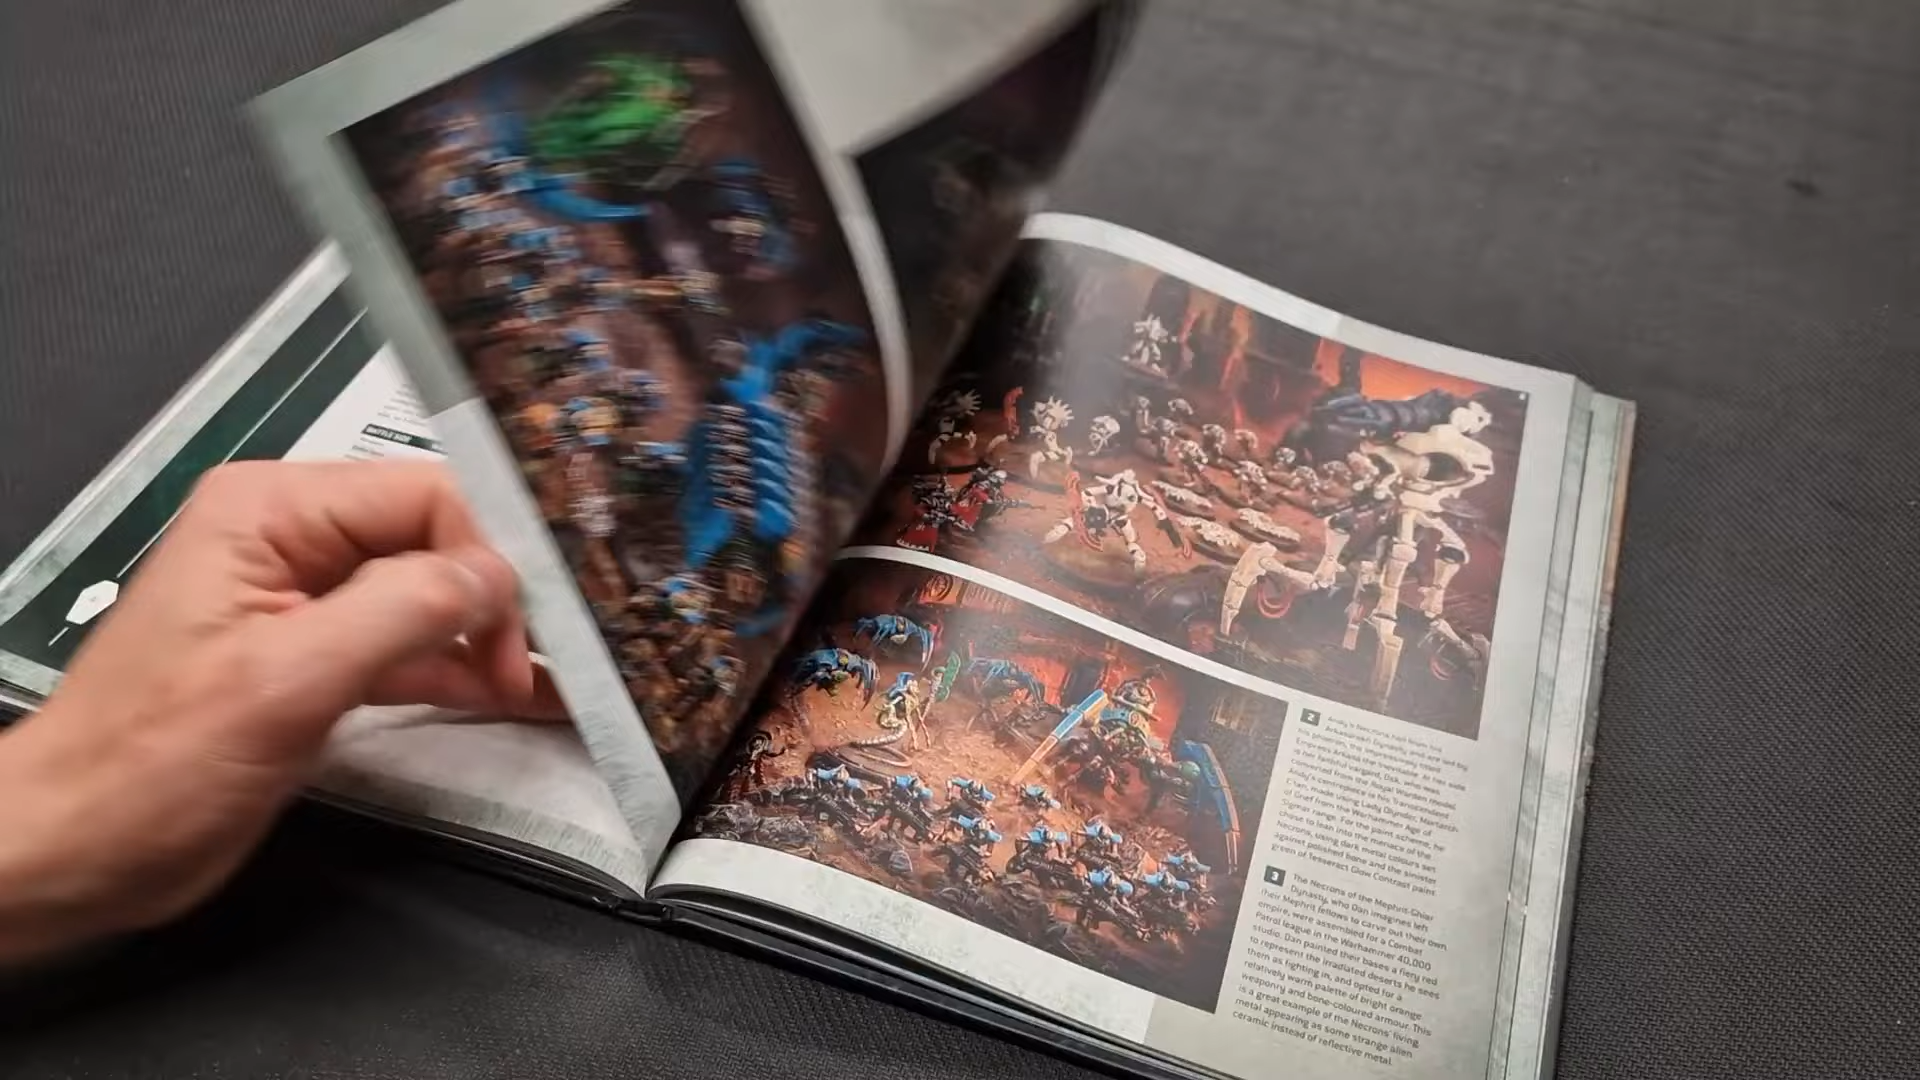 BATTLE SIZE
2 Andy's Necrons hail from his
Arkasarekh Dynasty and are led by
his phaeron, the impressively titled
Empress Arkasa the Inevitable. At her side
is her faithful vargard, Osk, who was
converted from the Royal Warden model.
Andy's centrepiece is his Transcendent
C'tan, made using Lady Olynder, Mortarch
of Grief from the Warhammer Age of
Sigmar range. For the paint scheme, he
chose to lean into the menace of the
Necrons, using dark metal colours set
against polished bone and the sinister
green of Tesseract Glow Contrast paint.
3 The Necrons of the Mephrit-Ghiar
Dynasty, who Dan imagines left
their Mephrit fellows to carve out their own
empire, were assembled for a Combat
Patrol league in the Warhammer 40,000
studio. Dan painted their bases a fiery red
to represent the irradiated deserts he sees
them as fighting in, and opted for a
relatively warm palette of bright orange
weaponry and bone-coloured armour. This
is a great example of the Necrons' living
metal appearing as some strange alien
ceramic instead of reflective metal.